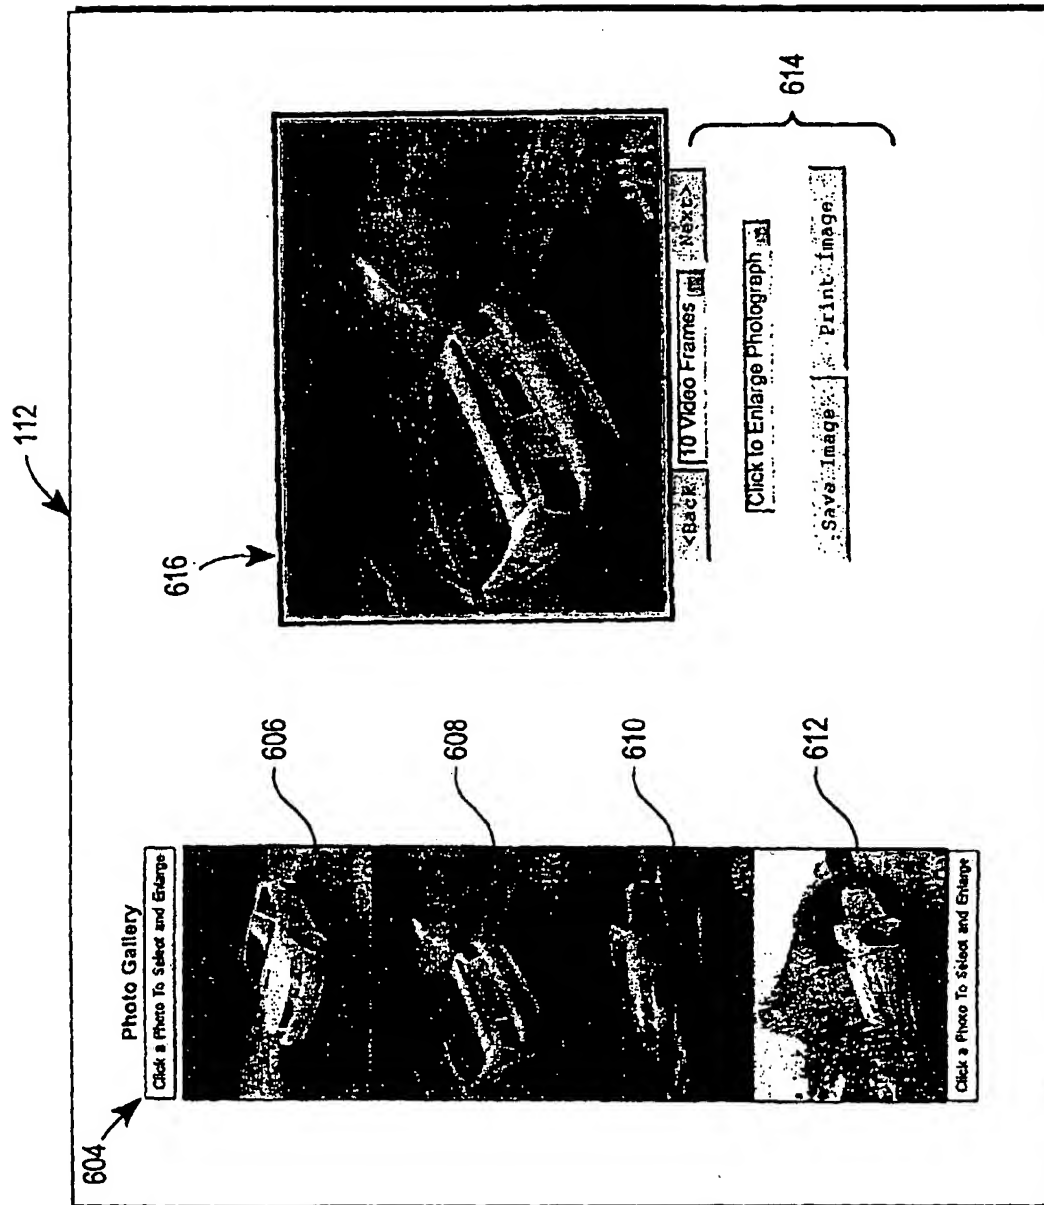 112
604
Photo Gallery
Click a Photo To Select and Enlarge
606
608
610
612
Click a Photo To Select and Enlarge
616
<Back
10 Video Frames
Next>
Click to Enlarge Photograph
Save Image
Print Image
614